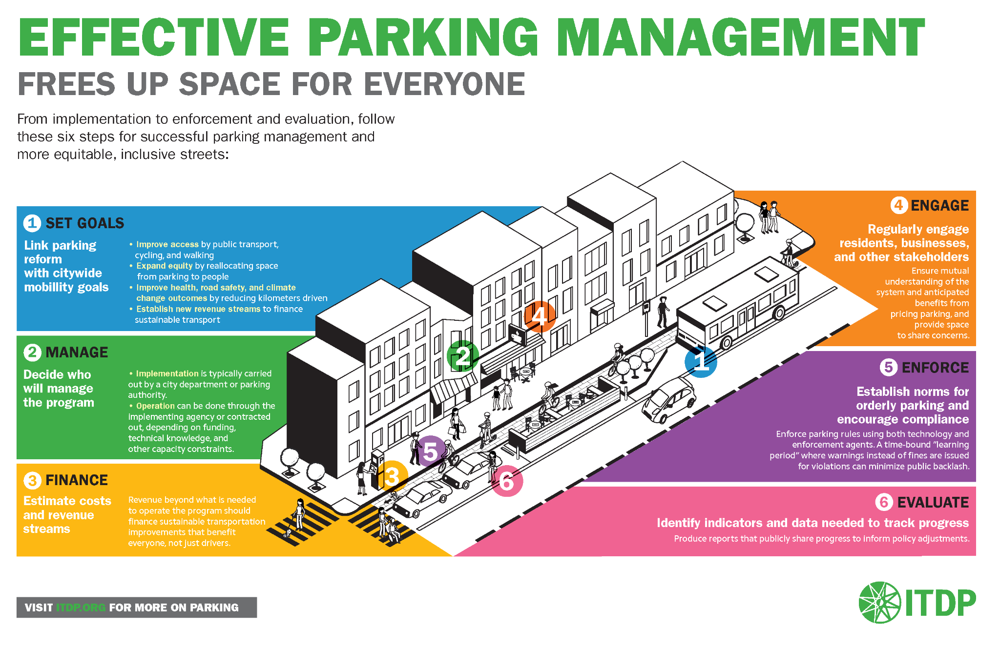 EFFECTIVE PARKING MANAGEMENT
FREES UP SPACE FOR EVERYONE
From implementation to enforcement and evaluation, follow
these six steps for successful parking management and
more equitable, inclusive streets:
1 SET GOALS
Link parking
reform
with citywide
mobillity goals
• Improve access by public transport,
cycling, and walking
• Expand equity by reallocating space
from parking to people
• Improve health, road safety, and climate
change outcomes by reducing kilometers driven
• Establish new revenue streams to finance
sustainable transport
2 MANAGE
Decide who
will manage
the program
• Implementation is typically carried
out by a city department or parking
authority.
• Operation can be done through the
implementing agency or contracted
out, depending on funding,
technical knowledge, and
other capacity constraints.
3 FINANCE
Estimate costs
and revenue
streams
Revenue beyond what is needed
to operate the program should
finance sustainable transportation
improvements that benefit
everyone, not just drivers.
4
2
1
5
3
6
P
4 ENGAGE
Regularly engage
residents, businesses,
and other stakeholders
Ensure mutual
understanding of the
system and anticipated
benefits from
pricing parking, and
provide space
to share concerns.
5 ENFORCE
Establish norms for
orderly parking and
encourage compliance
Enforce parking rules using both technology and
enforcement agents. A time-bound "learning
period" where warnings instead of fines are issued
for violations can minimize public backlash.
6 EVALUATE
Identify indicators and data needed to track progress
Produce reports that publicly share progress to inform policy adjustments.
VISIT ITDP.ORG FOR MORE ON PARKING
ITDP